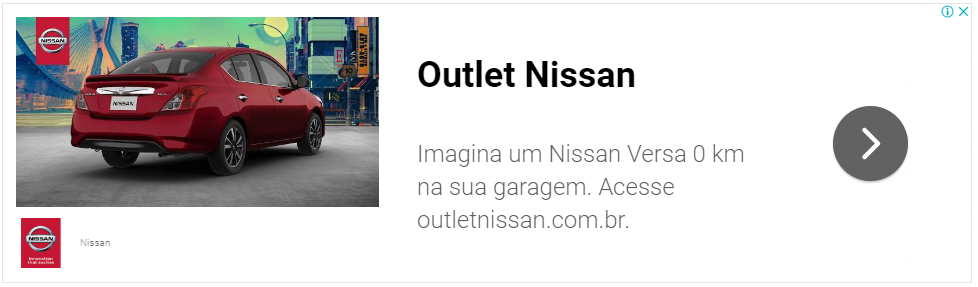 NISSAN
NISSAN
Outlet Nissan
Imagina um Nissan Versa 0 km
na sua garagem. Acesse
outletnissan.com.br.
NISSAN
Innovation
that excites
Nissan